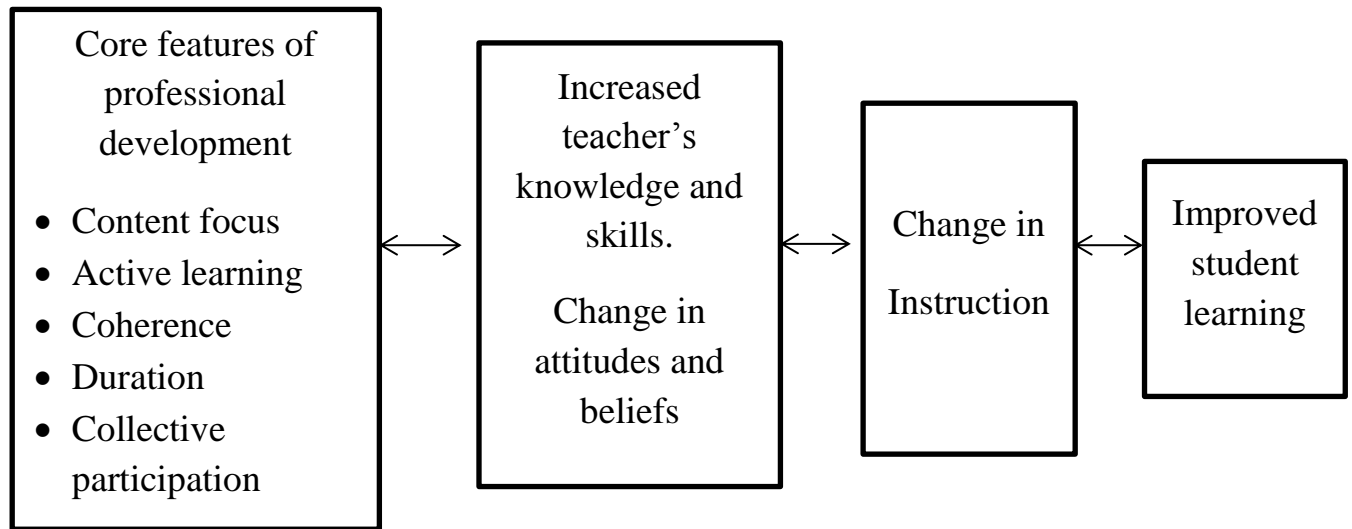 Core features of
professional
development
• Content focus
• Active learning
• Coherence
• Duration
• Collective
participation
Increased
teacher’s
knowledge and
skills.
Change in
attitudes and
beliefs
Change in
Instruction
Improved
student
learning